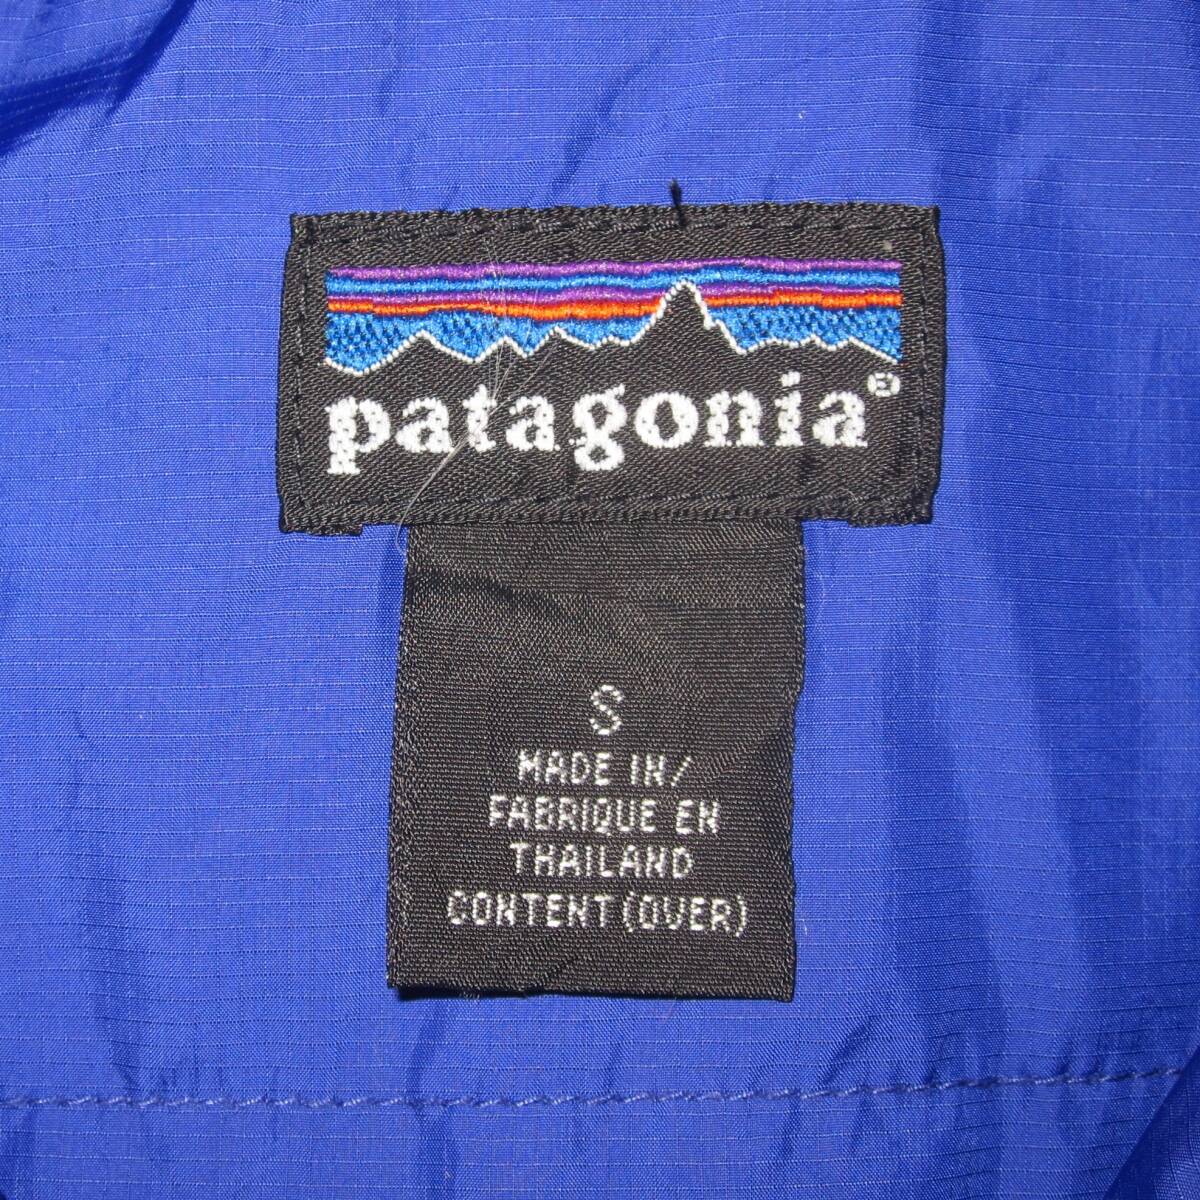 patagonia®
S
MADE IN/
FABRIQUE EN
THAILAND
CONTENT (OVER)